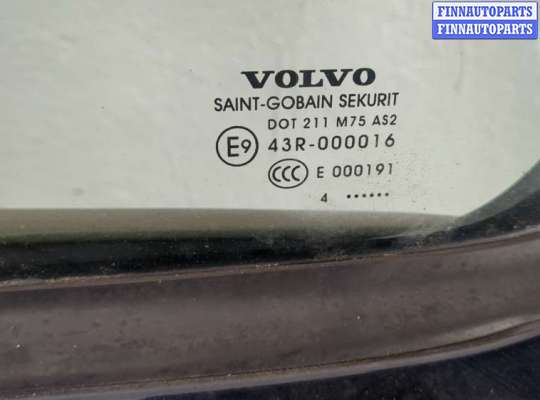 FINNAUTOPARTS
FINNAUTOPARTS
VOLVO
SAINT-GOBAIN SEKURIT
DOT 211 M75 AS2
E9 43R-000016
CCC E 000191
4 ......